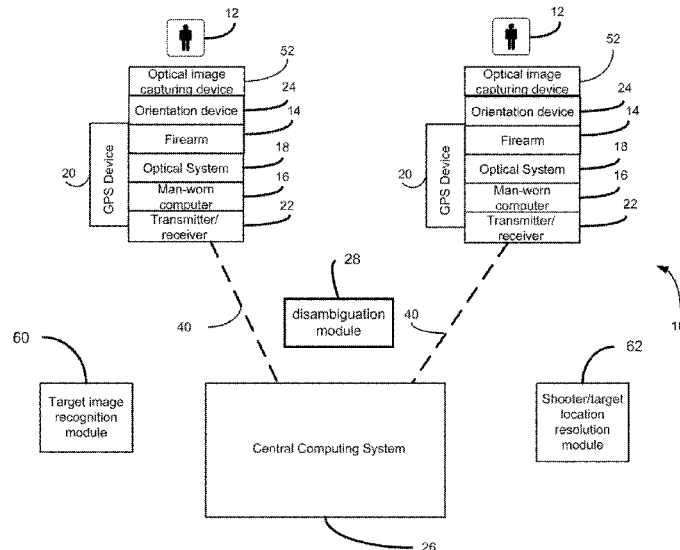 12
12
52
52
Optical image
capturing device
Optical image
capturing device
24
24
Orientation device
Orientation device
14
14
Firearm
Firearm
18
18
20
GPS Device
Optical System
20
GPS Device
Optical System
16
16
Man-worn
computer
Man-worn
computer
22
22
Transmitter/
receiver
Transmitter/
receiver
28
disambiguation
module
40
40
60
62
Target image
recognition
module
Central Computing System
Shooter/target
location
resolution
module
26